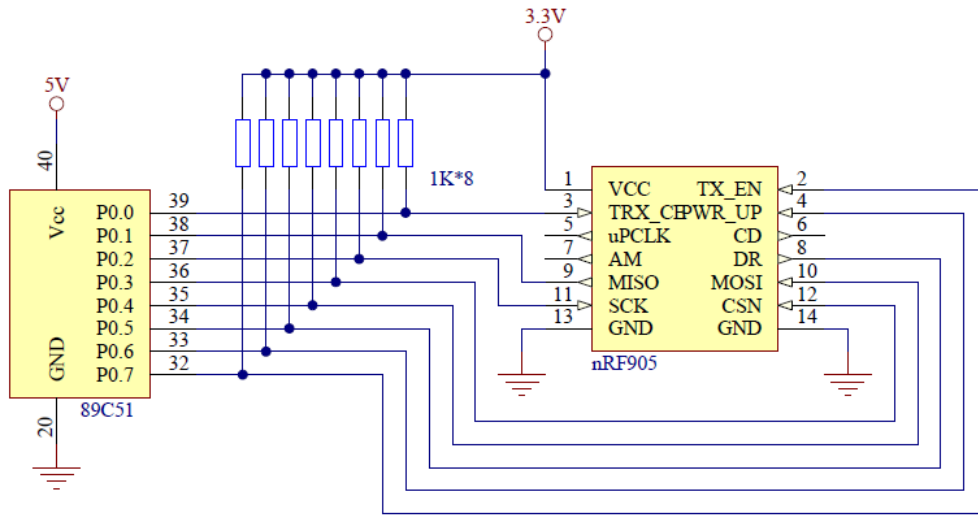 3.3V
5V
1K*8
40
Vcc
GND
20
P0.0 39
P0.1 38
P0.2 37
P0.3 36
P0.4 35
P0.5 34
P0.6 33
P0.7 32
89C51
1 VCC TX_EN 2
3 TRX_CE PWR_UP 4
5 uPCLK CD 6
7 AM DR 8
9 MISO MOSI 10
11 SCK CSN 12
13 GND GND 14
nRF905